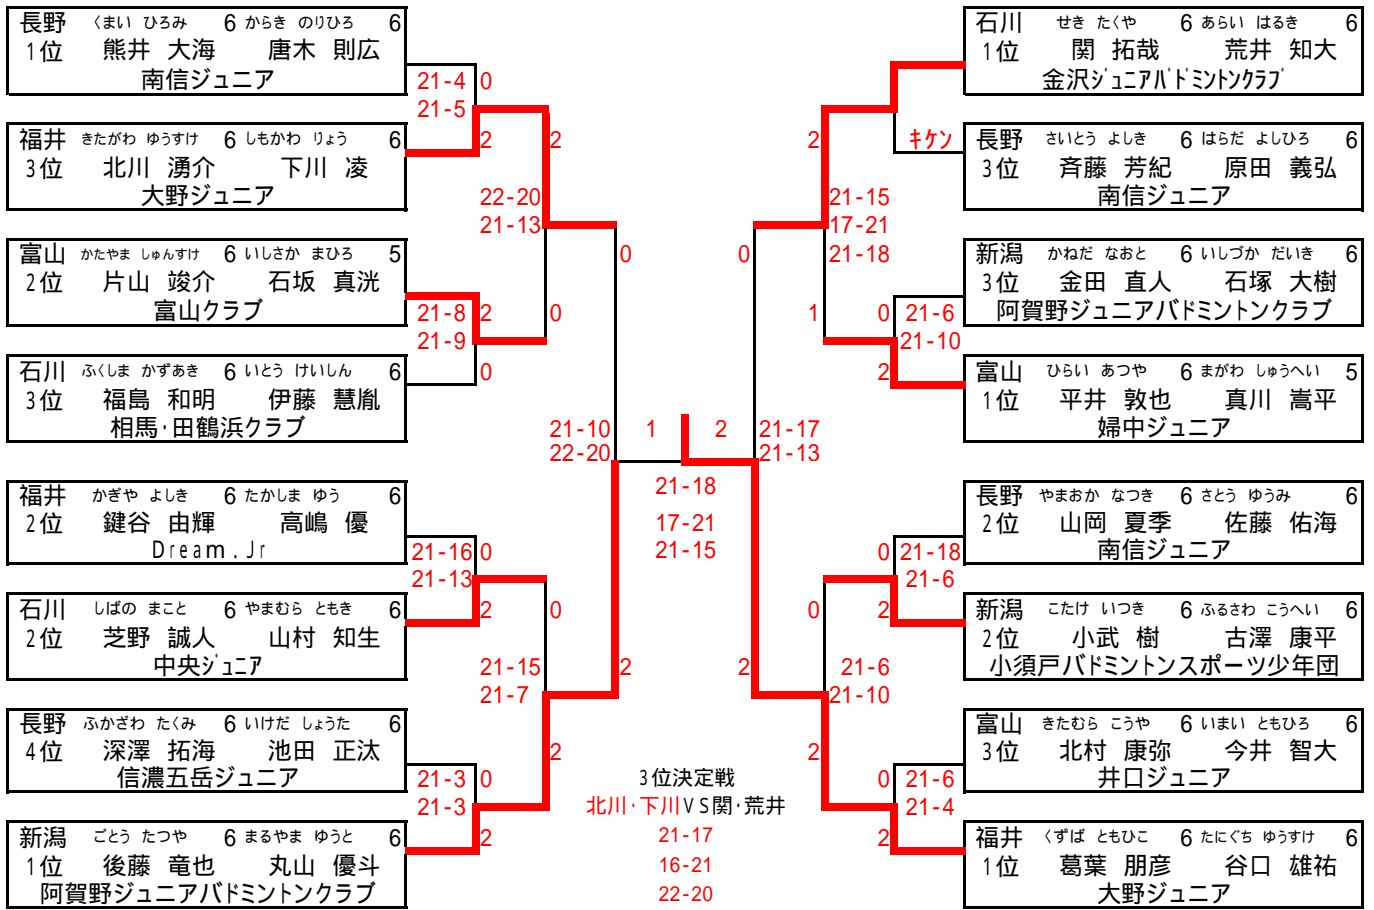 長野 くまい ひろみ 6 からき のりひろ 6
1位 熊井 大海 唐木 則広
南信ジュニア
福井 きたがわ ゆうすけ 6 しもかわ りょう 6
3位 北川 湧介 下川 凌
大野ジュニア
富山 かたやま しゅんすけ 6 いしさか まひろ 5
2位 片山 竣介 石坂 真洸
富山クラブ
石川 ふくしま かずあき 6 いとう けいしん 6
3位 福島 和明 伊藤 慧胤
相馬・田鶴浜クラブ
福井 かぎや よしき 6 たかしま ゆう 6
2位 鍵谷 由輝 高嶋 優
Dream.Jr
石川 しばの まこと 6 やまむら ともき 6
2位 芝野 誠人 山村 知生
中央ジュニア
長野 ふかざわ たくみ 6 いけだ しょうた 6
4位 深澤 拓海 池田 正汰
信濃五岳ジュニア
新潟 ごとう たつや 6 まるやま ゆうと 6
1位 後藤 竜也 丸山 優斗
阿賀野ジュニアバドミントンクラブ
21-4 0
21-5
2
2
22-20
21-13
0
21-8 2
21-9
0
0
21-10
22-20
21-16 0
21-13
2
0
21-15
21-7
2
21-3 0
21-3
2
2
1 2
21-18
17-21
21-15
3位決定戦
北川・下川VS関・荒井
21-17
16-21
22-20
2
キケン
21-15
17-21
21-18
0
1
0 21-6
21-10
2
21-17
21-13
0 21-18
21-6
2
0
21-6
21-10
2
2
0 21-6
21-4
2
石川 せき たくや 6 あらい はるき 6
1位 関 拓哉 荒井 知大
金沢ジュニアバドミントンクラブ
長野 さいとう よしき 6 はらだ よしひろ 6
3位 斉藤 芳紀 原田 義弘
南信ジュニア
新潟 かねだ なおと 6 いしづか だいき 6
3位 金田 直人 石塚 大樹
阿賀野ジュニアバドミントンクラブ
富山 ひらい あつや 6 まがわ しゅうへい 5
1位 平井 敦也 真川 嵩平
婦中ジュニア
長野 やまおか なつき 6 さとう ゆうみ 6
2位 山岡 夏季 佐藤 佑海
南信ジュニア
新潟 こたけ いつき 6 ふるさわ こうへい 6
2位 小武 樹 古澤 康平
小須戸バドミントンスポーツ少年団
富山 きたむら こうや 6 いまい ともひろ 6
3位 北村 康弥 今井 智大
井口ジュニア
福井 くずば ともひこ 6 たにぐち ゆうすけ 6
1位 葛葉 朋彦 谷口 雄祐
大野ジュニア